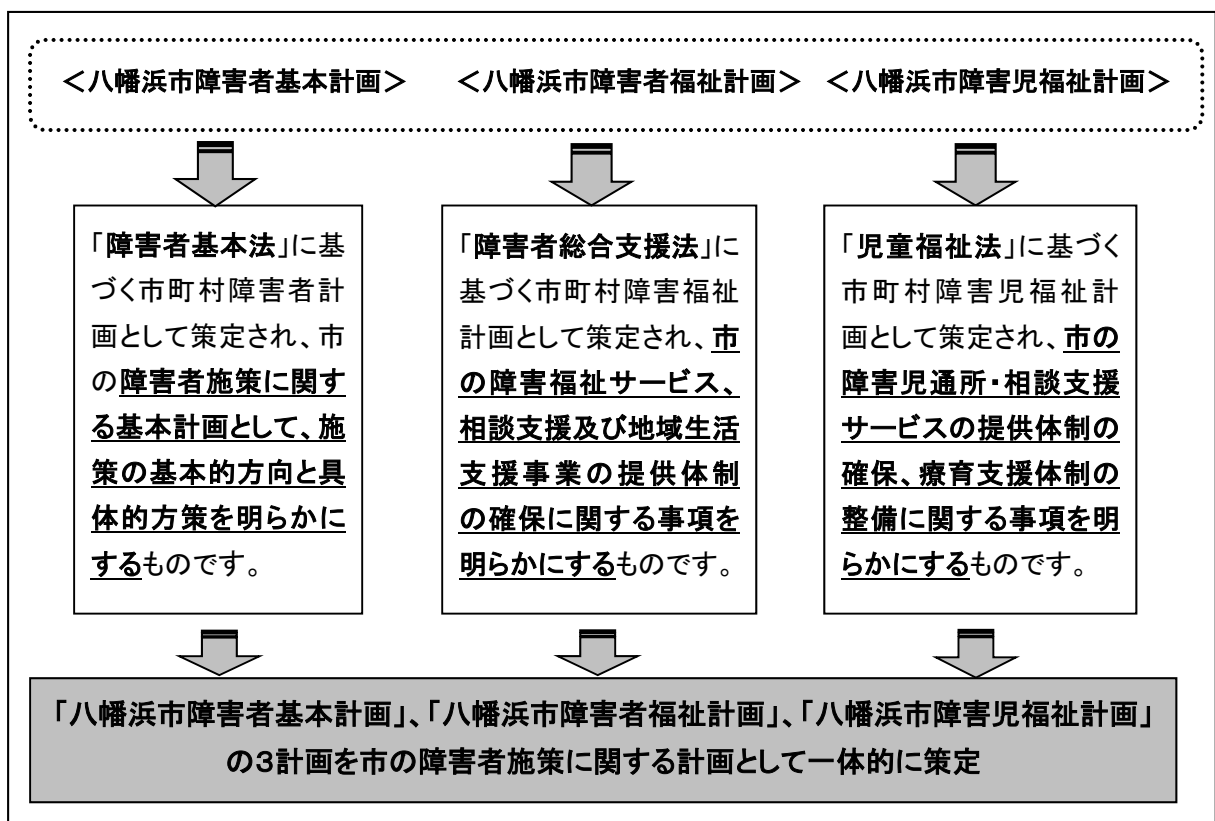 ＜八幡浜市障害者基本計画＞
＜八幡浜市障害者福祉計画＞
＜八幡浜市障害児福祉計画＞
「障害者基本法」に基
づく市町村障害者計
画として策定され、市
の障害者施策に関す
る基本計画として、施
策の基本的方向と具
体的方策を明らかに
するものです。
「障害者総合支援法」に
基づく市町村障害福祉
計画として策定され、市
の障害福祉サービス、
相談支援及び地域生活
支援事業の提供体制
の確保に関する事項を
明らかにするものです。
「児童福祉法」に基づく
市町村障害児福祉計
画として策定され、市の
障害児通所・相談支援
サービスの提供体制の
確保、療育支援体制の
整備に関する事項を明
らかにするものです。
「八幡浜市障害者基本計画」、「八幡浜市障害者福祉計画」、「八幡浜市障害児福祉計画」
の３計画を市の障害者施策に関する計画として一体的に策定